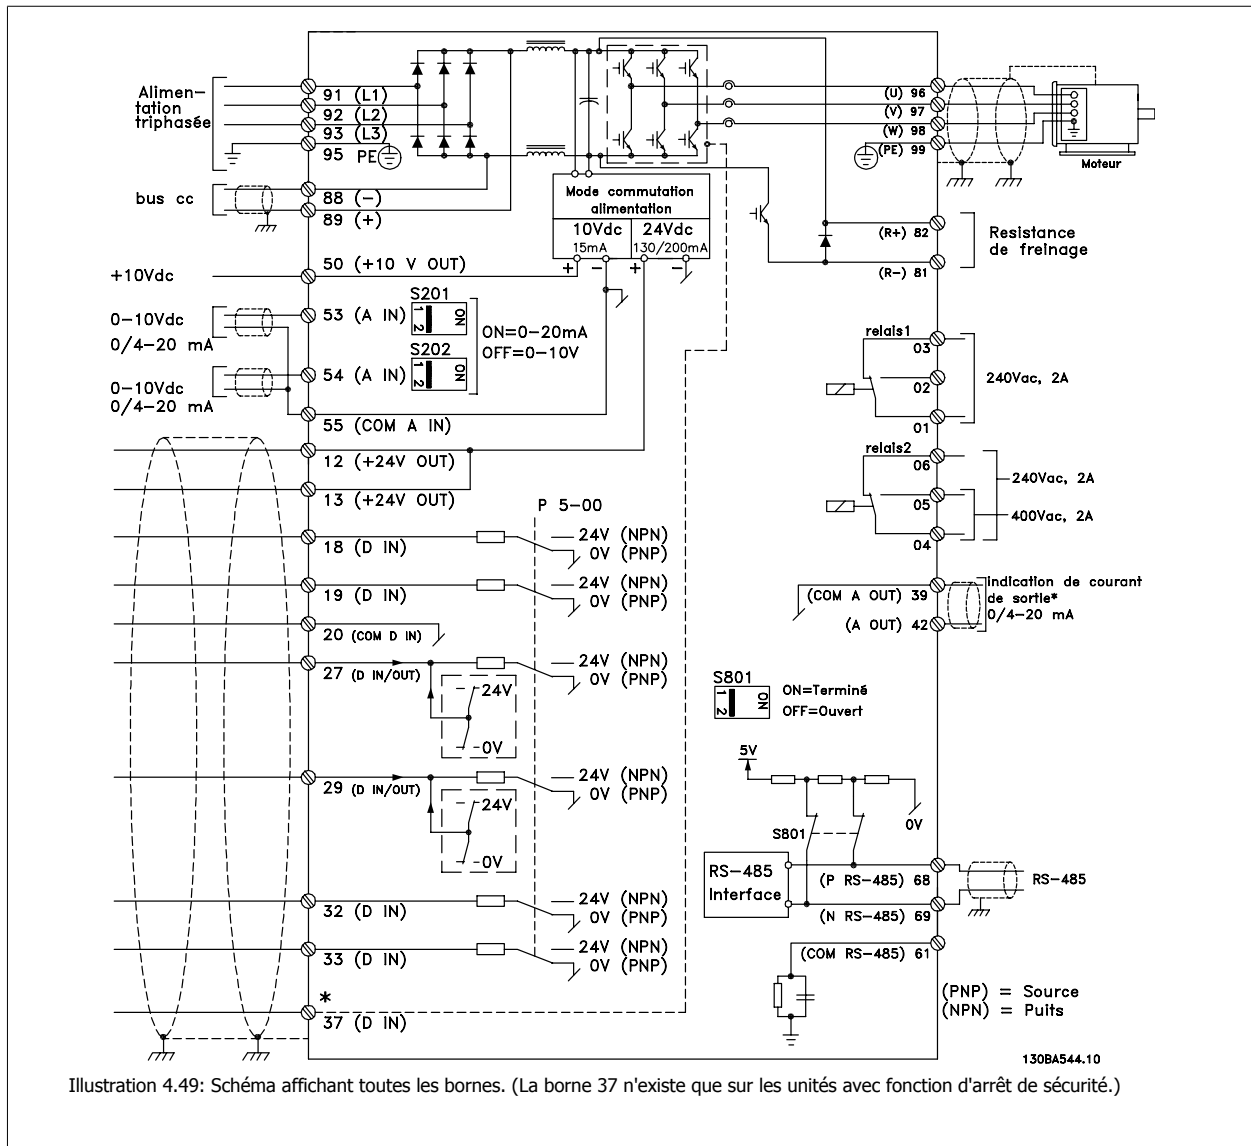 Alimen-
tation
triphasée
91 (L1)
92 (L2)
93 (L3)
95 PE
bus cc
88 (-)
89 (+)
+10Vdc
50 (+10 V OUT)
0-10Vdc
0/4-20 mA
53 (A IN)
S201
1 2
ON
ON=0-20mA
OFF=0-10V
S202
1 2
ON
0-10Vdc
0/4-20 mA
54 (A IN)
55 (COM A IN)
12 (+24V OUT)
13 (+24V OUT)
P 5-00
18 (D IN)
24V (NPN)
0V (PNP)
19 (D IN)
24V (NPN)
0V (PNP)
20 (COM D IN)
27 (D IN/OUT)
24V (NPN)
0V (PNP)
24V
0V
29 (D IN/OUT)
24V (NPN)
0V (PNP)
24V
0V
32 (D IN)
24V (NPN)
0V (PNP)
33 (D IN)
24V (NPN)
0V (PNP)
*
37 (D IN)
Mode commutation
alimentation
10Vdc
15mA
24Vdc
130/200mA
+ - + -
(U) 96
(V) 97
(W) 98
(PE) 99
Moteur
(R+) 82
(R-) 81
Resistance
de freinage
relais1
03
02
01
240Vac, 2A
relais2
06
05
04
240Vac, 2A
400Vac, 2A
(COM A OUT) 39
(A OUT) 42
indication de courant
de sortie*
0/4-20 mA
S801
1 2
ON
ON=Terminé
OFF=Ouvert
5V
0V
S801
RS-485
Interface
(P RS-485) 68
(N RS-485) 69
RS-485
(COM RS-485) 61
(PNP) = Source
(NPN) = Puits
130BA544.10
Illustration 4.49: Schéma affichant toutes les bornes. (La borne 37 n'existe que sur les unités avec fonction d'arrêt de sécurité.)